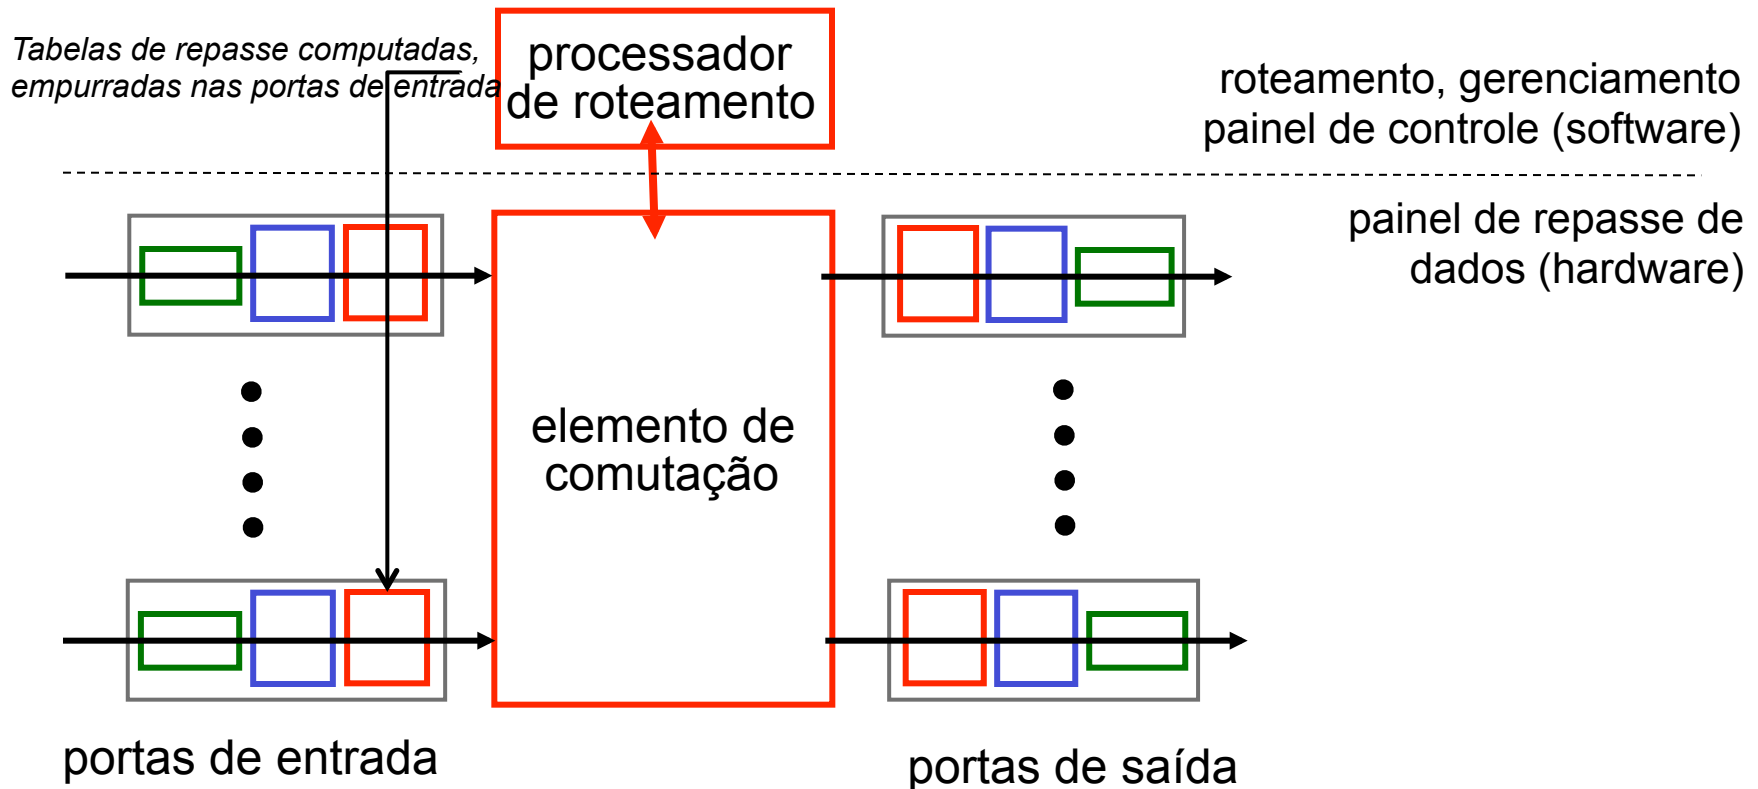 Tabelas de repasse computadas,
empurradas nas portas de entrada
processador
de roteamento
roteamento, gerenciamento
painel de controle (software)
painel de repasse de
dados (hardware)
elemento de
comutação
portas de entrada
portas de saída